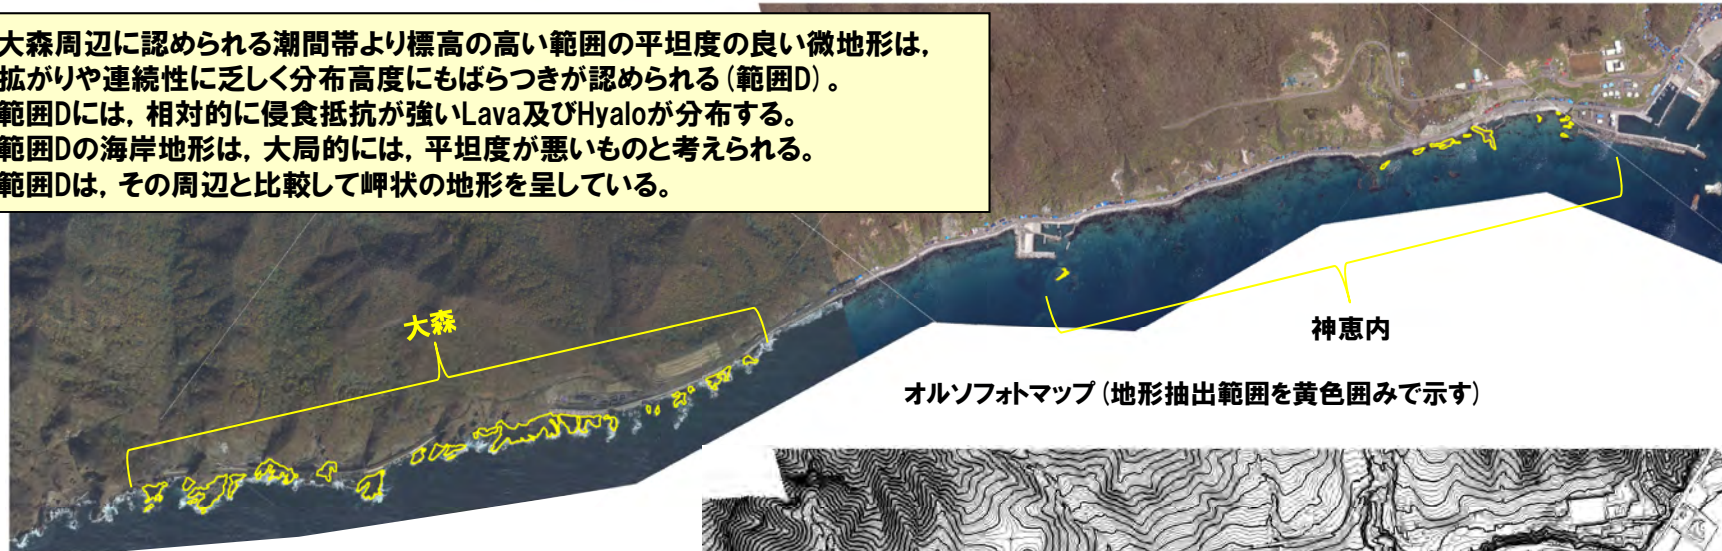 大森周辺に認められる潮間帯より標高の高い範囲の平坦度の良い微地形は，
拡がりや連続性に乏しく分布高度にもばらつきが認められる（範囲D）。
範囲Dには，相対的に侵食抵抗が強いLava及びHyaloが分布する。
範囲Dの海岸地形は，大局的には，平坦度が悪いものと考えられる。
範囲Dは，その周辺と比較して岬状の地形を呈している。
大森
神恵内
オルソフォトマップ（地形抽出範囲を黄色囲みで示す）